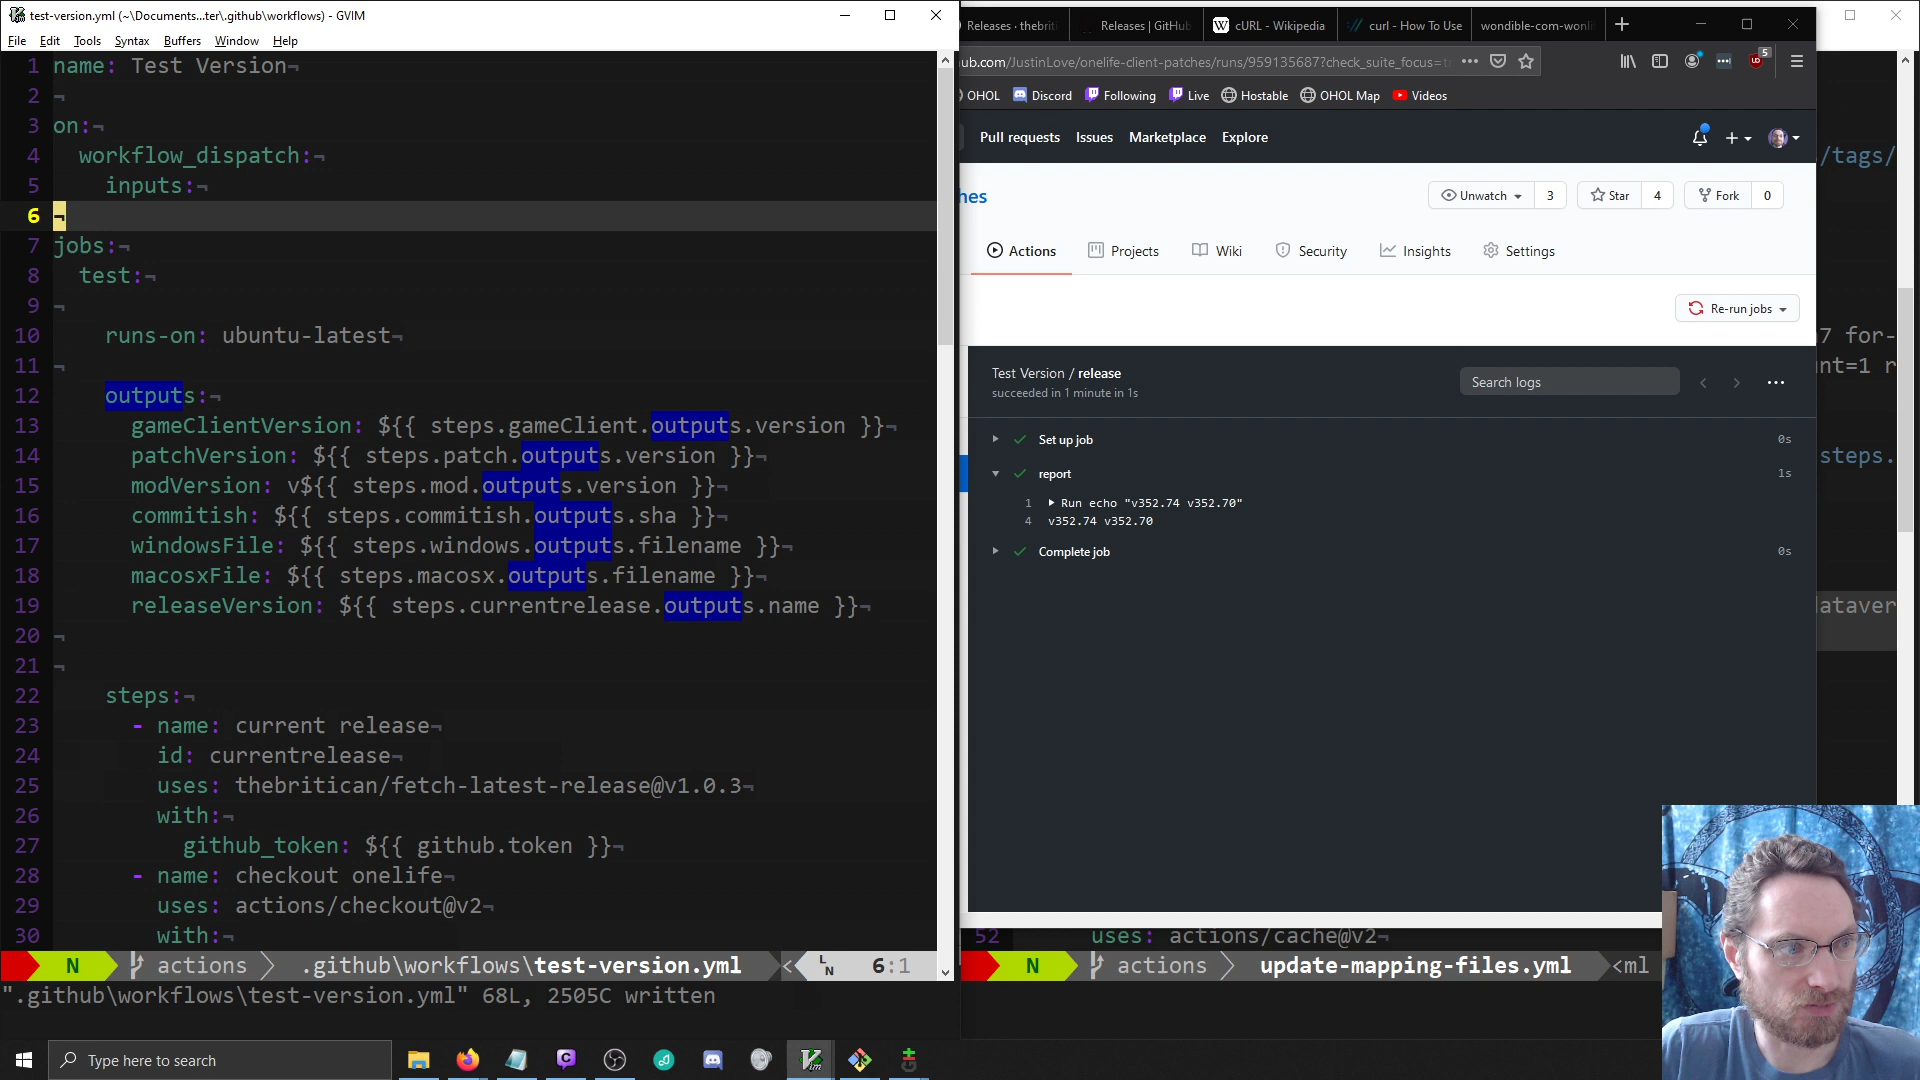 test-version.yml (~\Documents...ter\.github\workflows) - GVIM
File Edit Tools Syntax Buffers Window Help
1 name: Test Version¬
2 ¬
3 on:¬
4 workflow_dispatch:¬
5 inputs:¬
6 ¬
7 jobs:¬
8 test:¬
9 ¬
10 runs-on: ubuntu-latest¬
11 ¬
12 outputs:¬
13 gameClientVersion: ${{ steps.gameClient.outputs.version }}¬
14 patchVersion: ${{ steps.patch.outputs.version }}¬
15 modVersion: v${{ steps.mod.outputs.version }}¬
16 commitish: ${{ steps.commitish.outputs.sha }}¬
17 windowsFile: ${{ steps.windows.outputs.filename }}¬
18 macosxFile: ${{ steps.macosx.outputs.filename }}¬
19 releaseVersion: ${{ steps.currentrelease.outputs.name }}¬
20 ¬
21 ¬
22 steps:¬
23 - name: current release¬
24 id: currentrelease¬
25 uses: thebritican/fetch-latest-release@v1.0.3¬
26 with:¬
27 github_token: ${{ github.token }}¬
28 - name: checkout onelife¬
29 uses: actions/checkout@v2¬
30 with:¬
N actions .github\workflows\test-version.yml < LN 6:1
".github\workflows\test-version.yml" 68L, 2505C written
Releases · thebriti Releases | GitHub cURL - Wikipedia curl - How To Use wondible-com-wonli
ub.com/JustinLove/onelife-client-patches/runs/959135687?check_suite_focus=t
5
OHOL Discord Following Live Hostable OHOL Map Videos
Pull requests Issues Marketplace Explore
hes
Unwatch 3 Star 4 Fork 0
Actions Projects Wiki Security Insights Settings
Re-run jobs
Test Version / release
succeeded in 1 minute in 1s
Search logs
Set up job 0s
report 1s
1 Run echo "v352.74 v352.70"
4 v352.74 v352.70
Complete job 0s
/tags/
7 for-
nt=1 r
steps.
ataver
52 uses: actions/cache@v2¬
N actions update-mapping-files.yml <ml
Type here to search